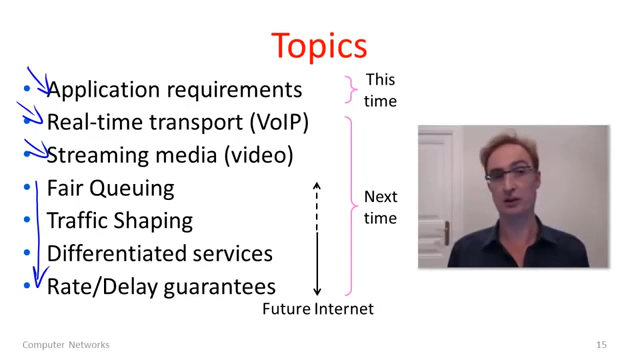 Topics
• Application requirements
• Real-time transport (VoIP)
• Streaming media (video)
• Fair Queuing
• Traffic Shaping
• Differentiated services
• Rate/Delay guarantees
This
time
Next
time
Future Internet
Computer Networks
15